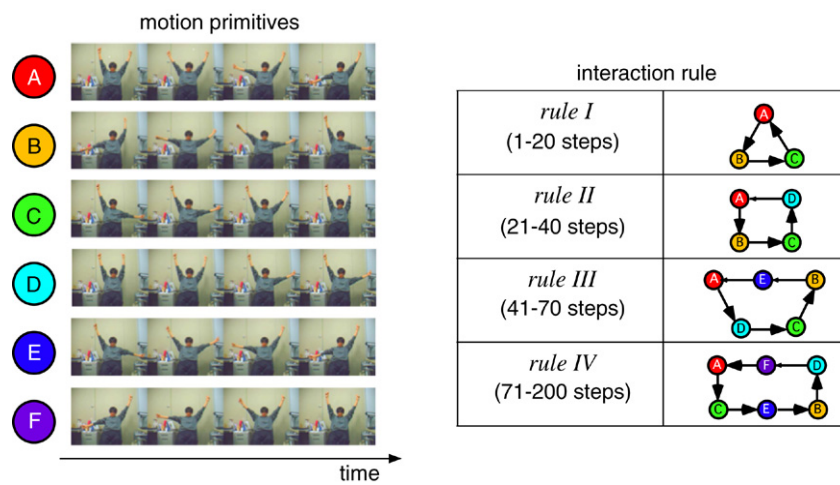 motion primitives
A
B
C
D
E
F
time
interaction rule
rule I
(1-20 steps)
A
B
C
rule II
(21-40 steps)
A
D
B
C
rule III
(41-70 steps)
A
E
B
D
C
rule IV
(71-200 steps)
A
F
D
C
E
B